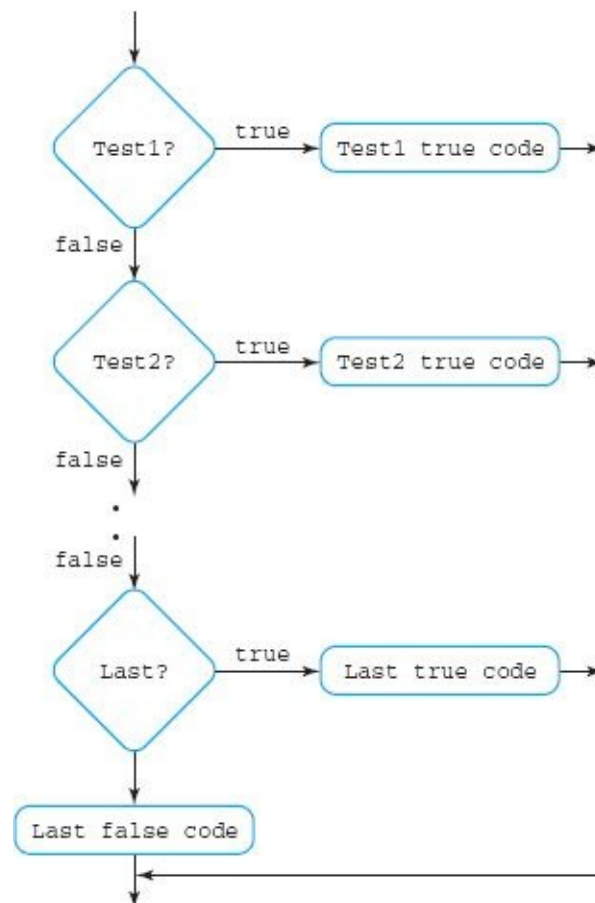 true
Test1?
Test1 true code
false
true
Test2?
Test2 true code
false
false
true
Last?
Last true code
Last false code